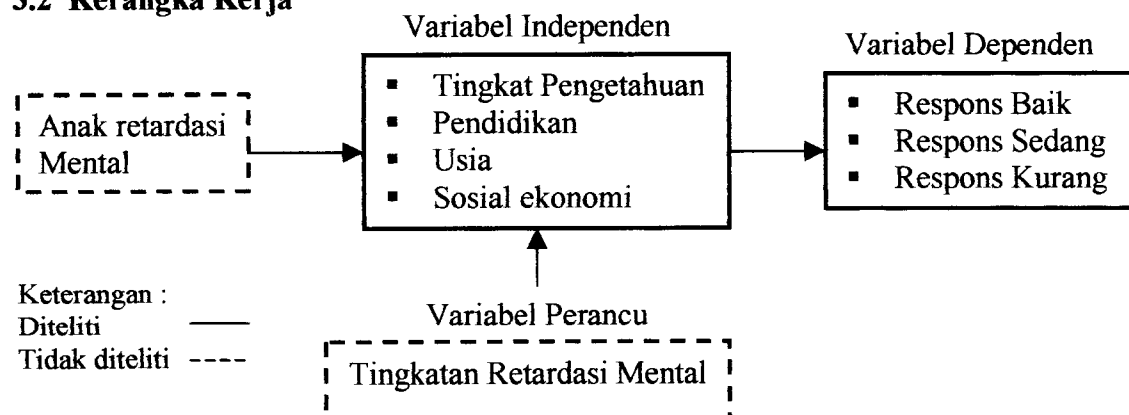 3.2 Kerangka Kerja
Variabel Independen
Variabel Dependen
Anak retardasi
Mental
▪ Tingkat Pengetahuan
▪ Pendidikan
▪ Usia
▪ Sosial ekonomi
▪ Respons Baik
▪ Respons Sedang
▪ Respons Kurang
Keterangan :
Diteliti
Tidak diteliti
Variabel Perancu
Tingkatan Retardasi Mental